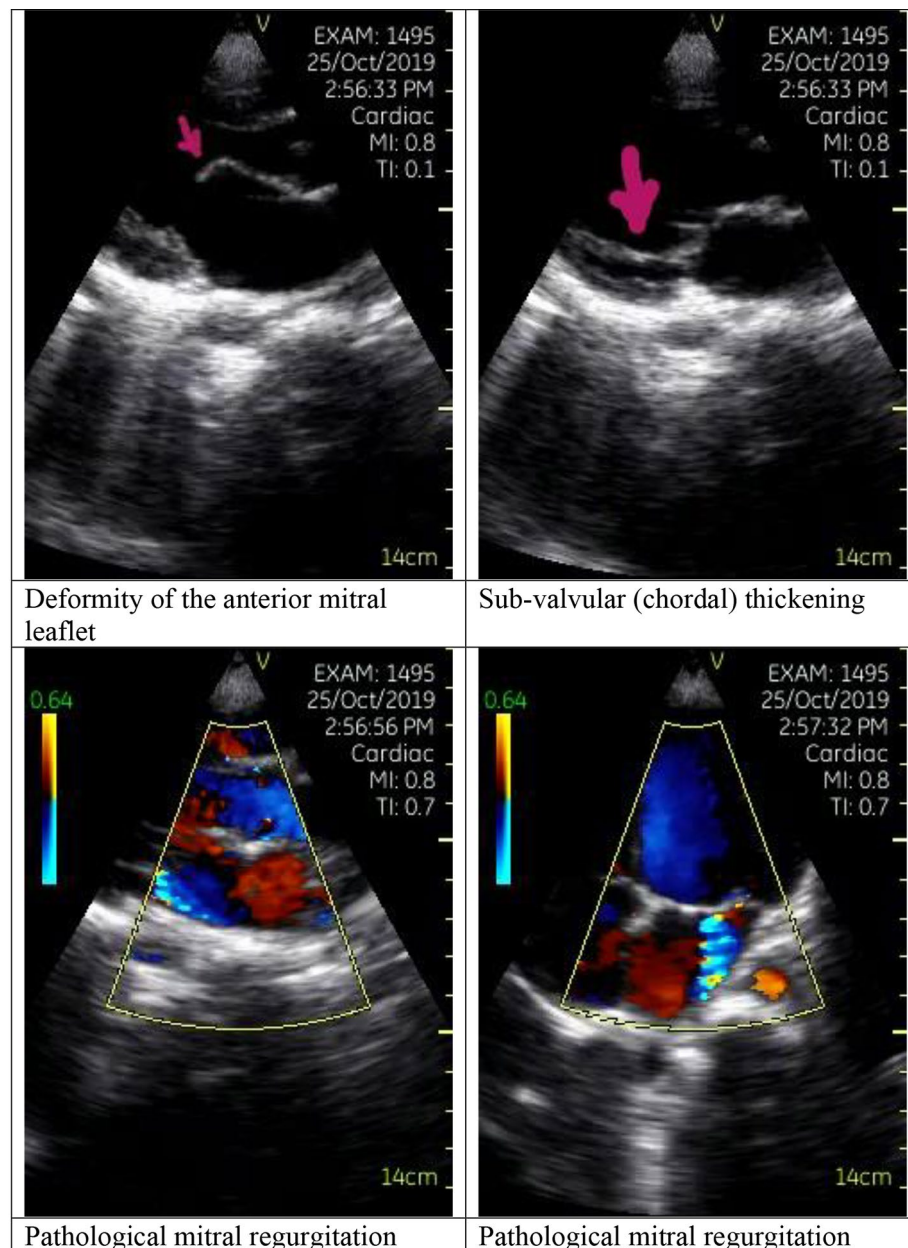 V
EXAM: 1495
25/Oct/2019
2:56:33 PM
Cardiac
MI: 0.8
TI: 0.1
14cm
V
EXAM: 1495
25/Oct/2019
2:56:33 PM
Cardiac
MI: 0.8
TI: 0.1
14cm
Deformity of the anterior mitral
leaflet
Sub-valvular (chordal) thickening
V
0.64
EXAM: 1495
25/Oct/2019
2:56:56 PM
Cardiac
MI: 0.8
TI: 0.7
14cm
V
0.64
EXAM: 1495
25/Oct/2019
2:57:32 PM
Cardiac
MI: 0.8
TI: 0.7
14cm
Pathological mitral regurgitation
Pathological mitral regurgitation